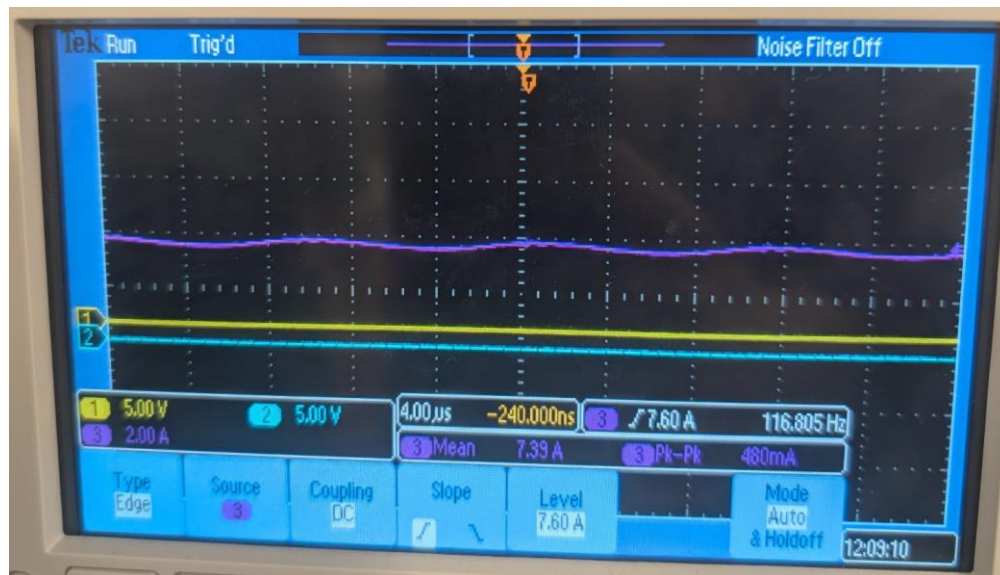 Tek Run Trig'd Noise Filter Off
T
T
1
2
1 5.00 V 2 5.00 V 4.00 µs -240.000ns 3 7.60 A 116.805 Hz
3 2.00 A 3 Mean 7.39 A 3 Pk-Pk 480mA
Type Source Coupling Slope Level Mode
Edge 3 DC 7.60 A Auto
& Holdoff
12:09:10